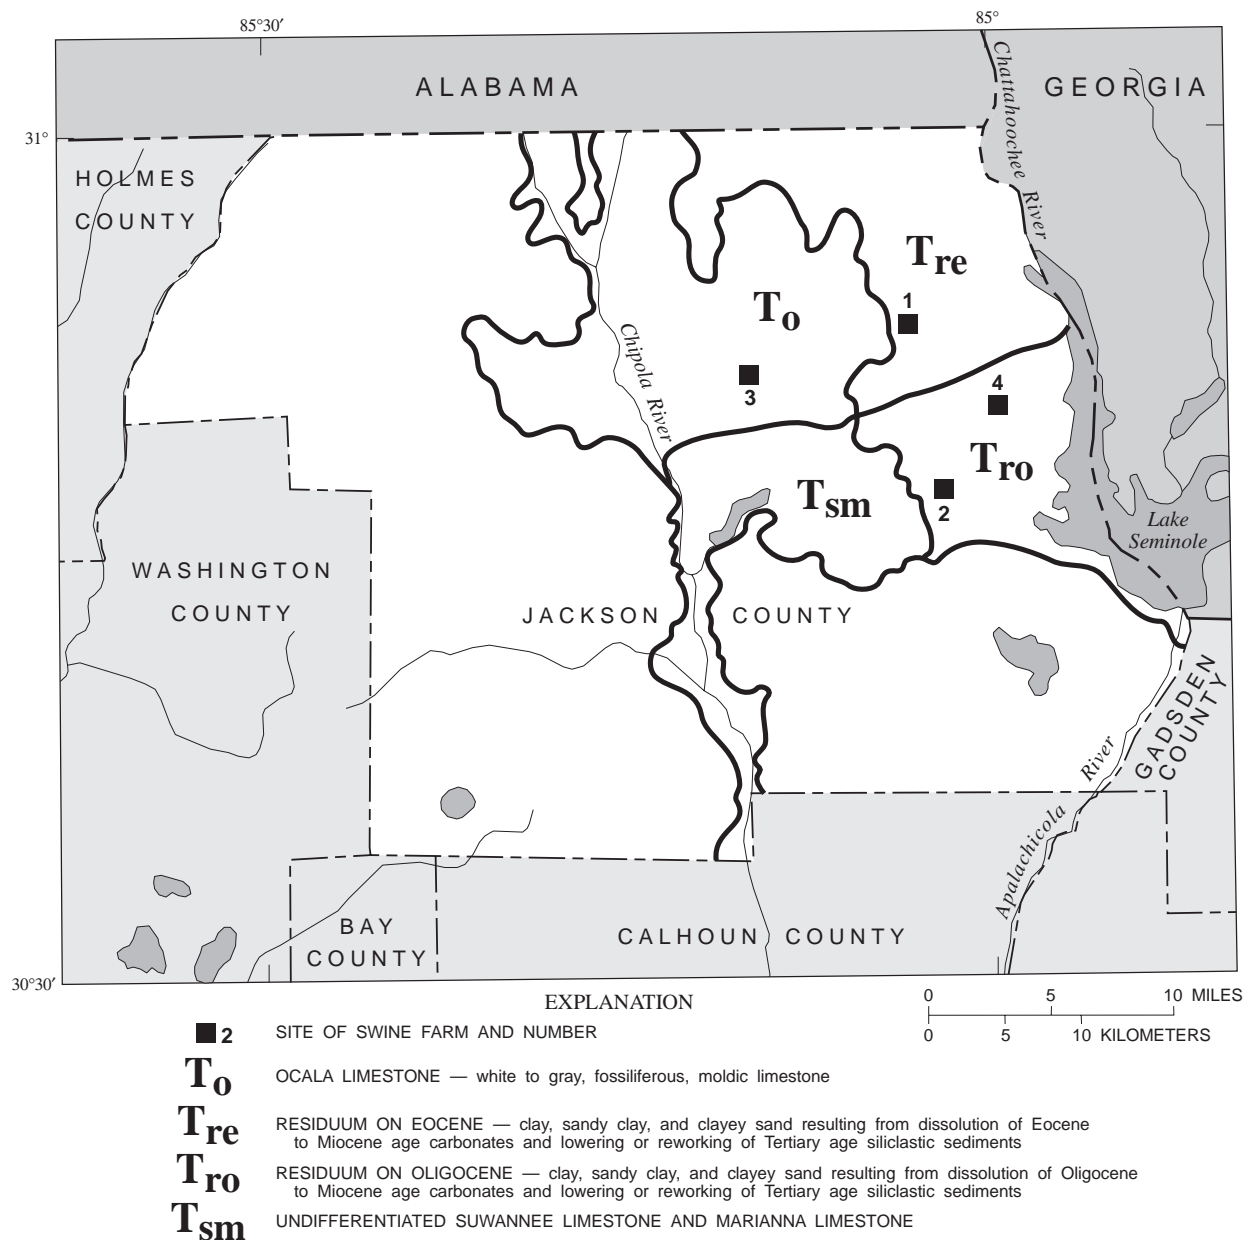 85°30′
85°
ALABAMA
GEORGIA
Chattahoochee River
31°
HOLMES
COUNTY
Tre
1
To
3
Chipola River
4
Tro
2
Tsm
Lake
Seminole
WASHINGTON
COUNTY
JACKSON COUNTY
GADSDEN
COUNTY
Apalachicola River
BAY
COUNTY
CALHOUN COUNTY
30°30′
EXPLANATION
0 5 10 MILES
0 5 10 KILOMETERS
2 SITE OF SWINE FARM AND NUMBER
To OCALA LIMESTONE — white to gray, fossiliferous, moldic limestone
Tre RESIDUUM ON EOCENE — clay, sandy clay, and clayey sand resulting from dissolution of Eocene
to Miocene age carbonates and lowering or reworking of Tertiary age siliclastic sediments
Tro RESIDUUM ON OLIGOCENE — clay, sandy clay, and clayey sand resulting from dissolution of Oligocene
to Miocene age carbonates and lowering or reworking of Tertiary age siliclastic sediments
Tsm UNDIFFERENTIATED SUWANNEE LIMESTONE AND MARIANNA LIMESTONE